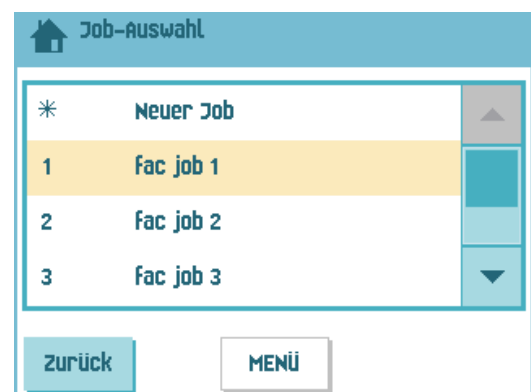 Job-Auswahl
* Neuer Job
1 fac job 1
2 fac job 2
3 fac job 3
zurück MENÜ